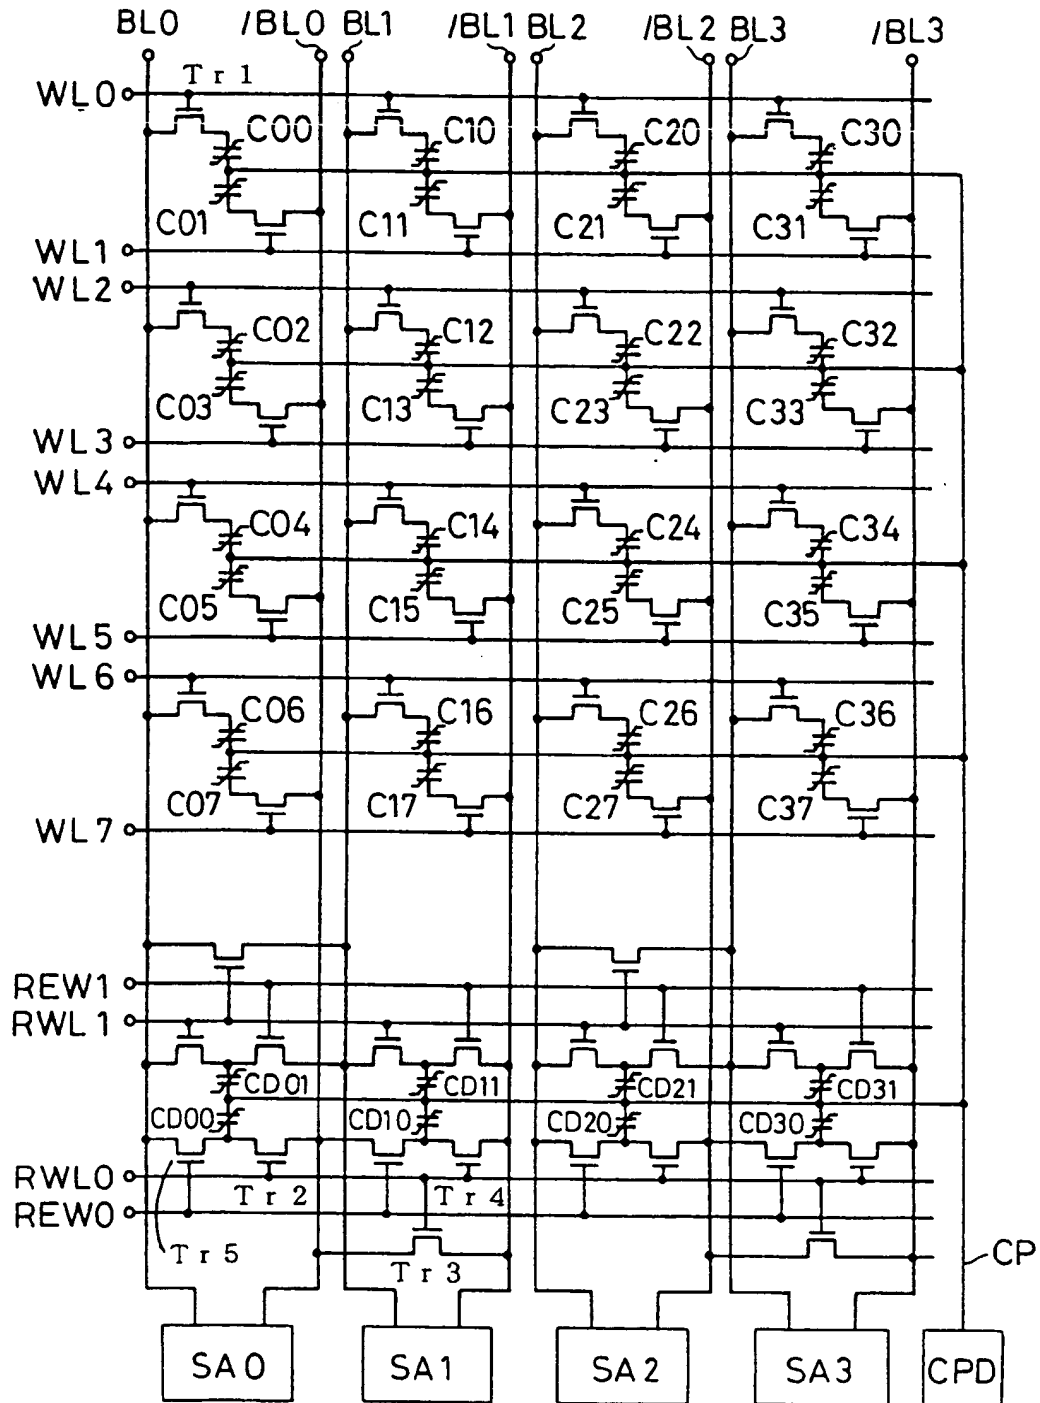 BL0 /BL0 BL1 /BL1 BL2 /BL2 BL3 /BL3
Tr1
WL0
C00 C10 C20 C30
C01 C11 C21 C31
WL1
WL2
C02 C12 C22 C32
C03 C13 C23 C33
WL3
WL4
C04 C14 C24 C34
C05 C15 C25 C35
WL5
WL6
C06 C16 C26 C36
C07 C17 C27 C37
WL7
REW1
RWL1
CD01 CD11 CD21 CD31
CD00 CD10 CD20 CD30
RWL0
Tr2 Tr4
REW0
Tr5 Tr3 CP
SA0 SA1 SA2 SA3 CPD